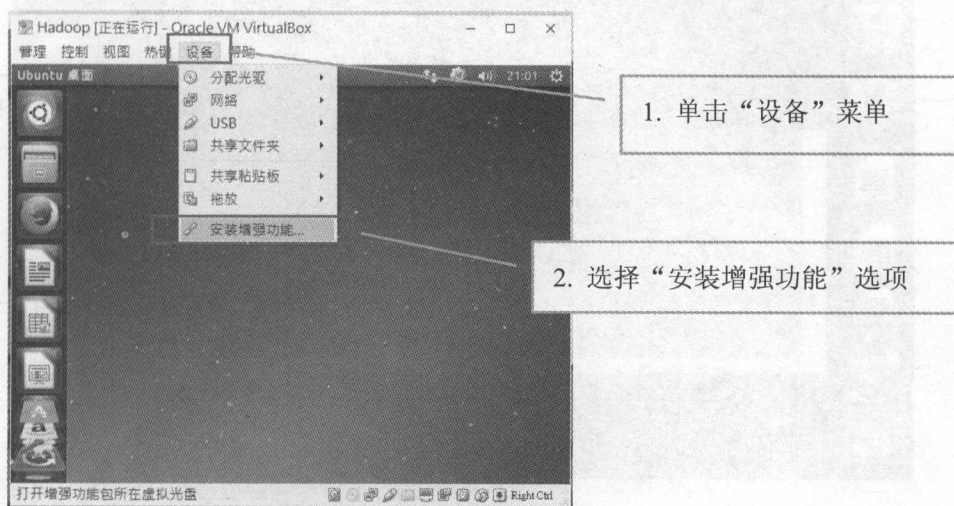 Hadoop [正在运行] - Oracle VM VirtualBox
管理 控制 视图 热键 设备 帮助
Ubuntu 桌面
21:01
分配光驱
网络
USB
共享文件夹
共享粘贴板
拖放
安装增强功能...
1. 单击“设备”菜单
2. 选择“安装增强功能”选项
打开增强功能包所在虚拟光盘
Right Ctrl